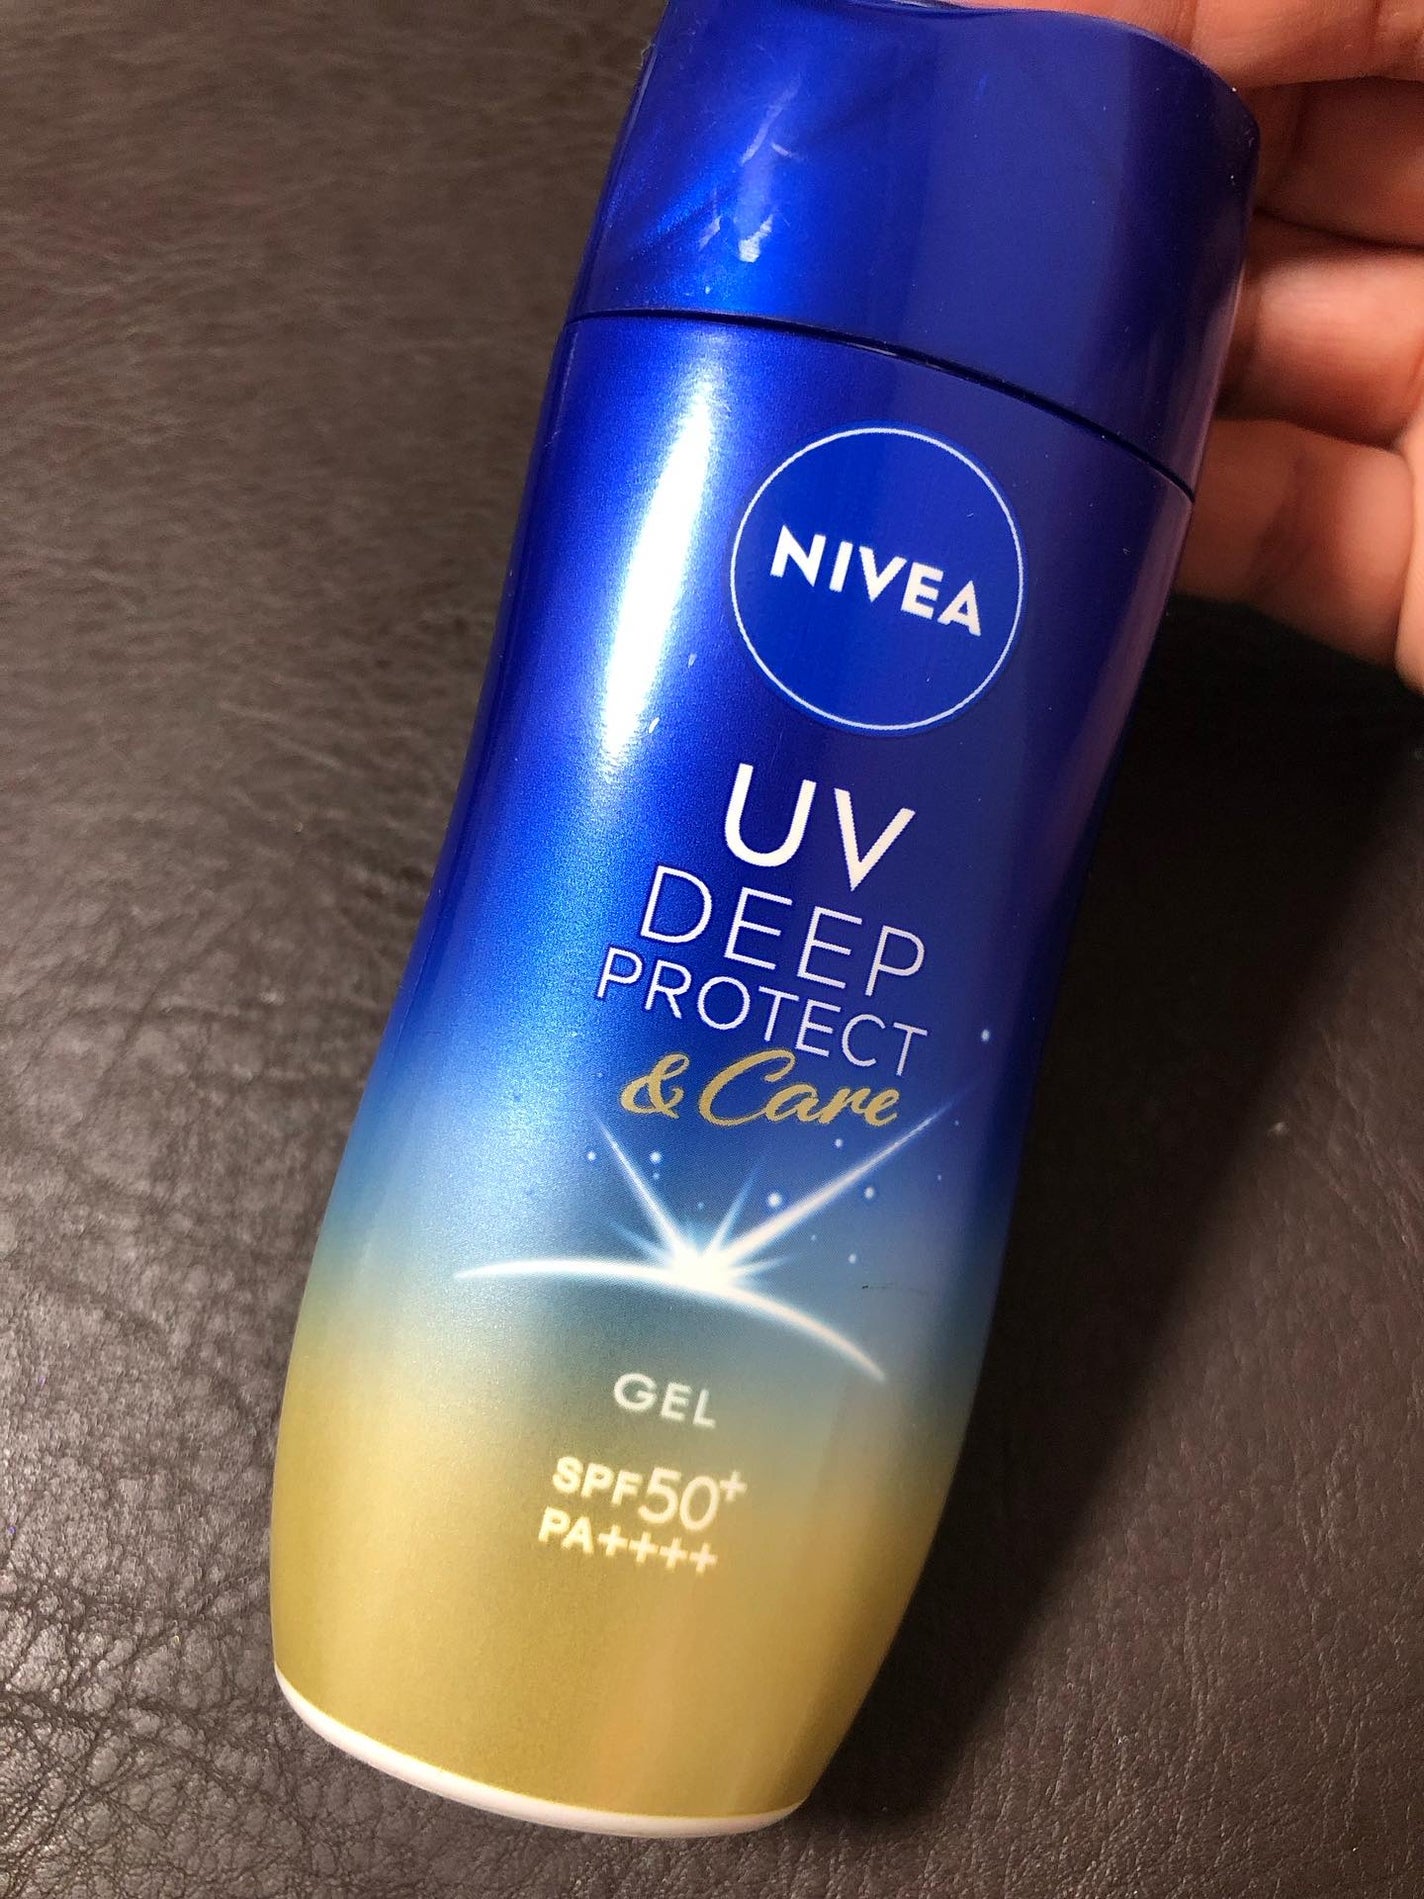 NIVEA
UV
DEEP
PROTECT
& Care
GEL
SPF50+
PA++++